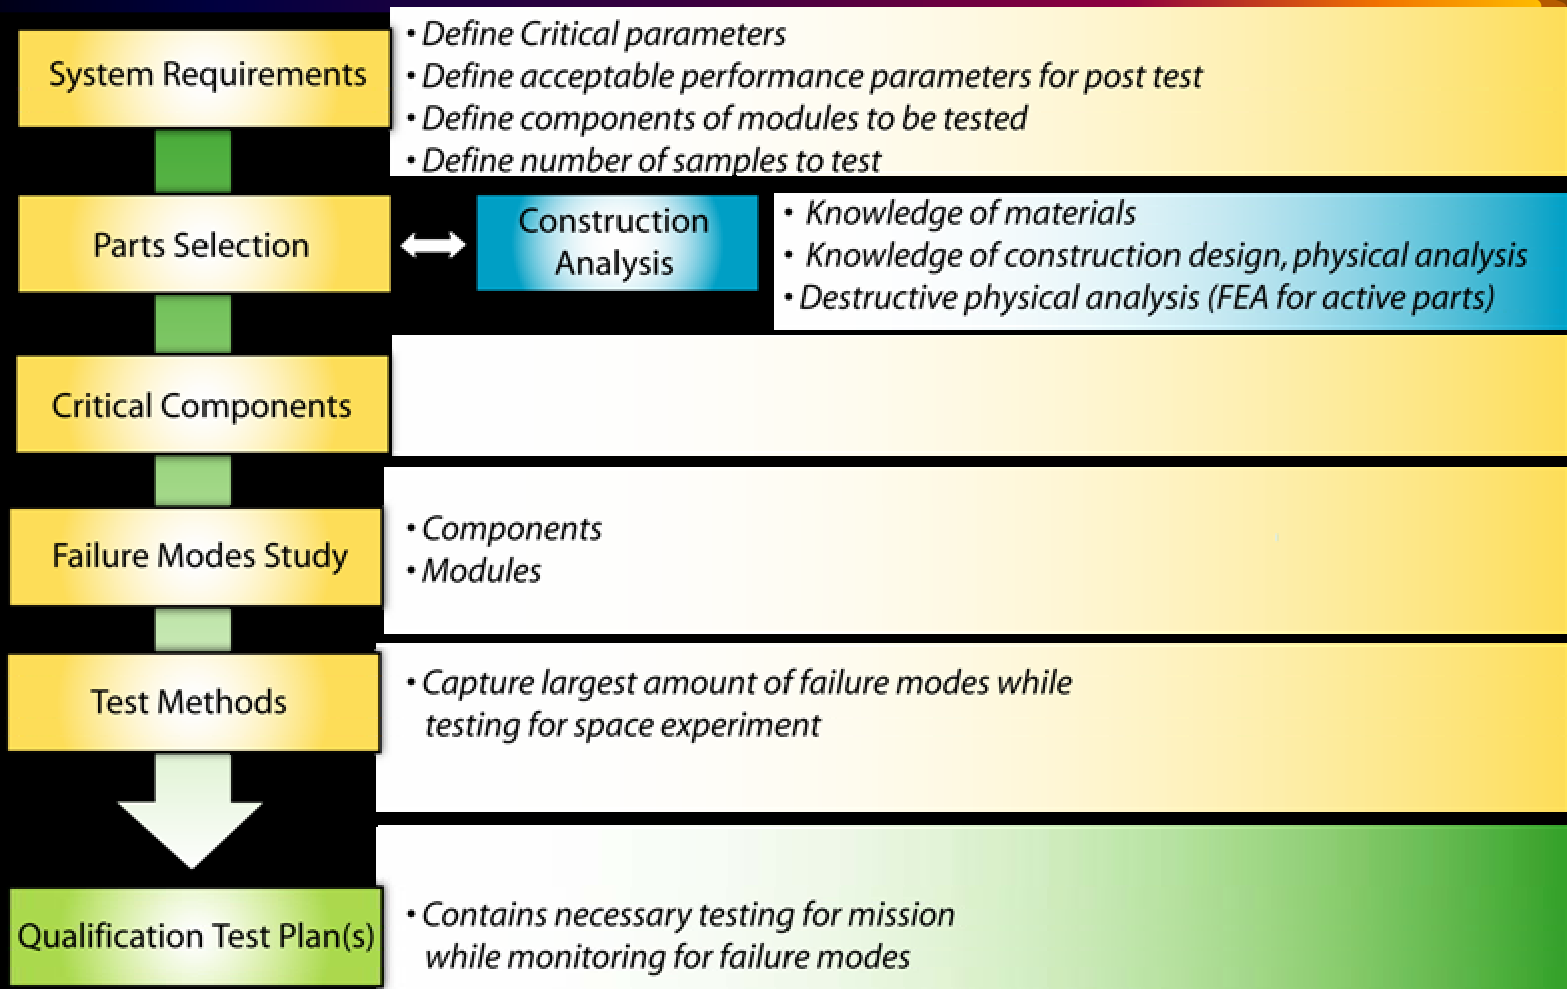 System Requirements
• Define Critical parameters
• Define acceptable performance parameters for post test
• Define components of modules to be tested
• Define number of samples to test
Parts Selection
Construction
Analysis
• Knowledge of materials
• Knowledge of construction design, physical analysis
• Destructive physical analysis (FEA for active parts)
Critical Components
Failure Modes Study
• Components
• Modules
Test Methods
• Capture largest amount of failure modes while
testing for space experiment
Qualification Test Plan(s)
• Contains necessary testing for mission
while monitoring for failure modes